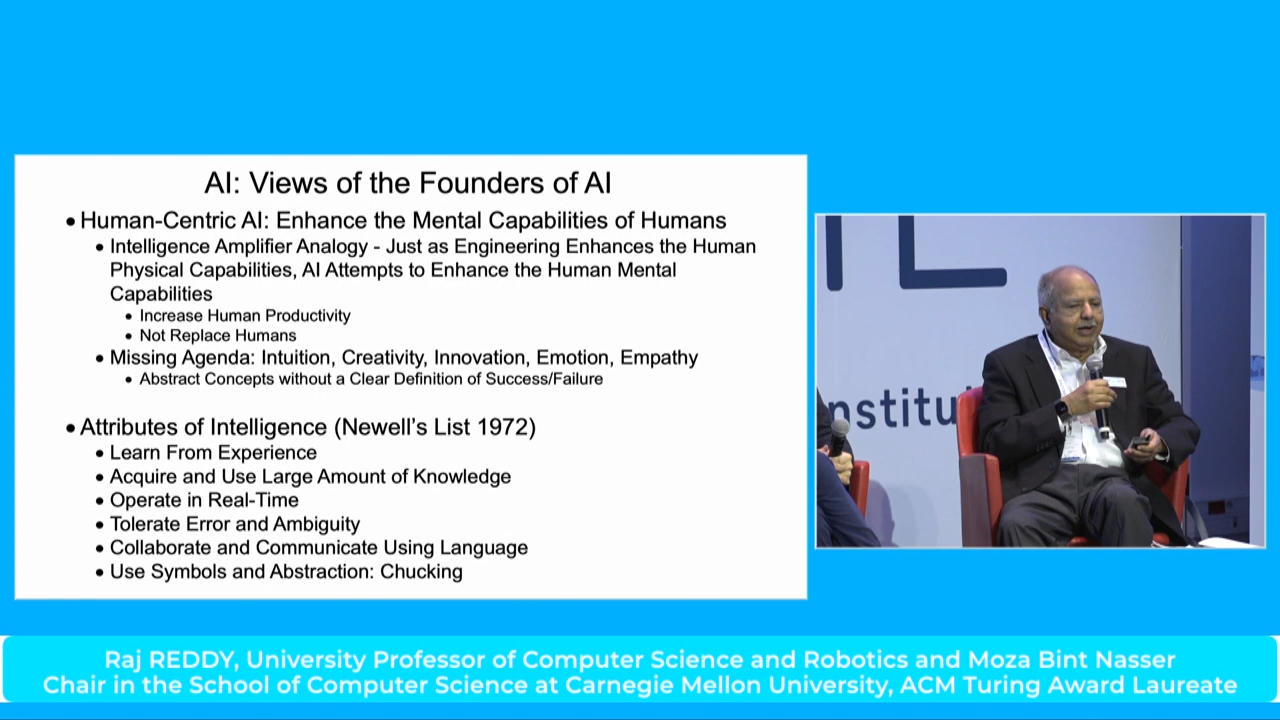 AI: Views of the Founders of AI
• Human-Centric AI: Enhance the Mental Capabilities of Humans
• Intelligence Amplifier Analogy - Just as Engineering Enhances the Human
Physical Capabilities, AI Attempts to Enhance the Human Mental
Capabilities
• Increase Human Productivity
• Not Replace Humans
• Missing Agenda: Intuition, Creativity, Innovation, Emotion, Empathy
• Abstract Concepts without a Clear Definition of Success/Failure
• Attributes of Intelligence (Newell's List 1972)
• Learn From Experience
• Acquire and Use Large Amount of Knowledge
• Operate in Real-Time
• Tolerate Error and Ambiguity
• Collaborate and Communicate Using Language
• Use Symbols and Abstraction: Chucking
nstitu
Raj REDDY, University Professor of Computer Science and Robotics and Moza Bint Nasser
Chair in the School of Computer Science at Carnegie Mellon University, ACM Turing Award Laureate